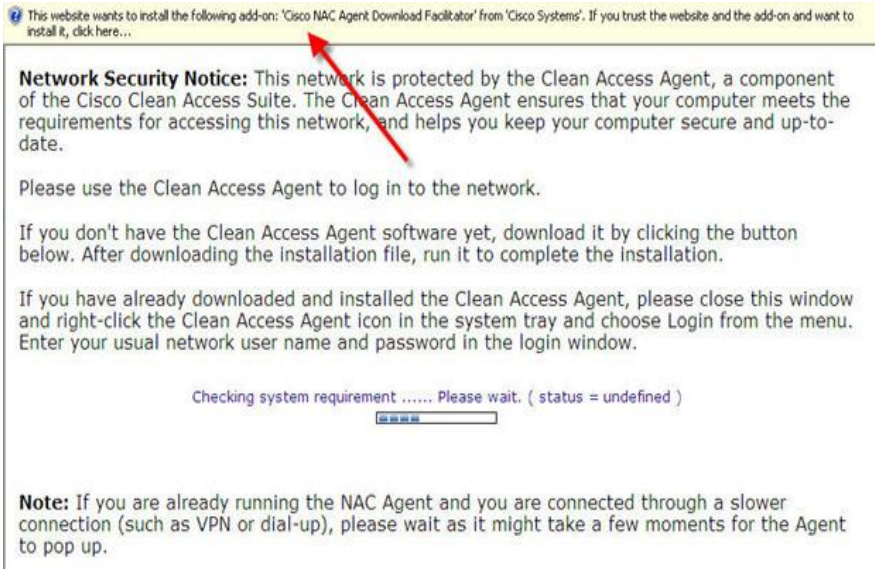 This website wants to install the following add-on: 'Cisco NAC Agent Download Facilitator' from 'Cisco Systems'. If you trust the website and the add-on and want to
install it, click here...
Network Security Notice: This network is protected by the Clean Access Agent, a component
of the Cisco Clean Access Suite. The Clean Access Agent ensures that your computer meets the
requirements for accessing this network, and helps you keep your computer secure and up-to-
date.
Please use the Clean Access Agent to log in to the network.
If you don't have the Clean Access Agent software yet, download it by clicking the button
below. After downloading the installation file, run it to complete the installation.
If you have already downloaded and installed the Clean Access Agent, please close this window
and right-click the Clean Access Agent icon in the system tray and choose Login from the menu.
Enter your usual network user name and password in the login window.
Checking system requirement ...... Please wait. ( status = undefined )
Note: If you are already running the NAC Agent and you are connected through a slower
connection (such as VPN or dial-up), please wait as it might take a few moments for the Agent
to pop up.